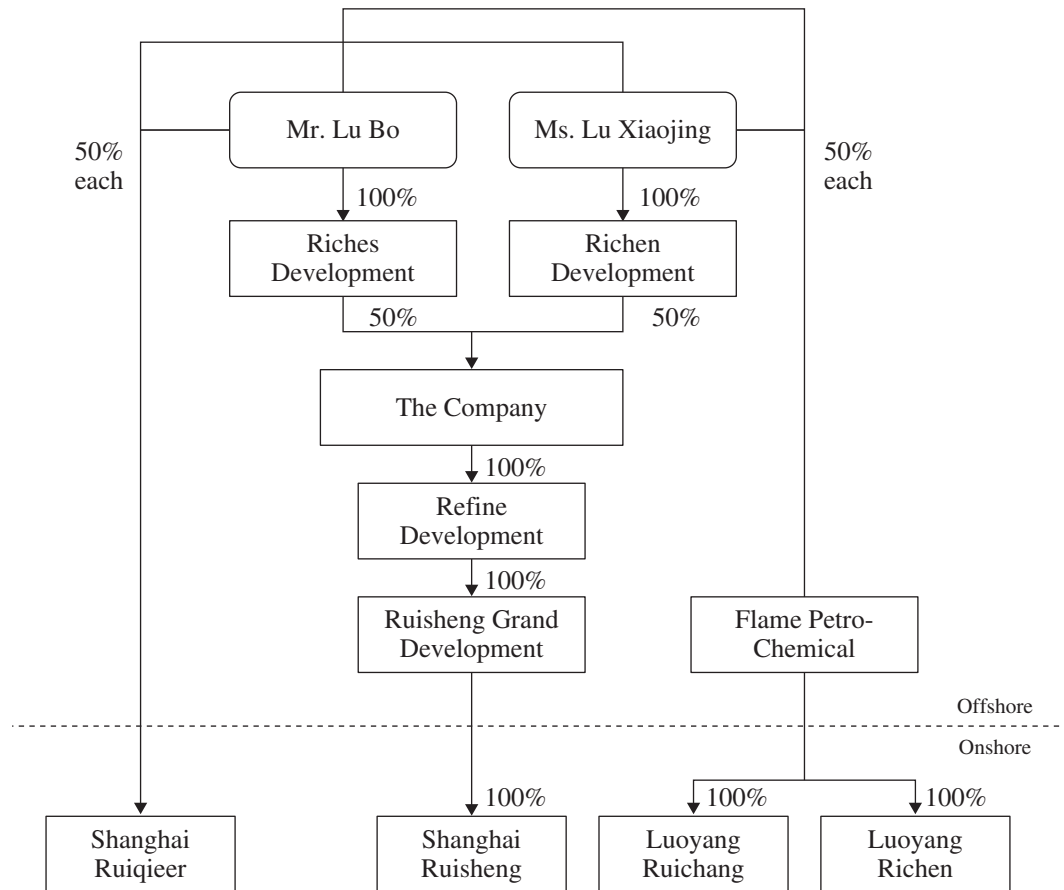 Mr. Lu Bo
Ms. Lu Xiaojing
50%
each
50%
each
100%
100%
Riches
Development
Richen
Development
50%
50%
The Company
100%
Refine
Development
100%
Ruisheng Grand
Development
Flame Petro-
Chemical
Offshore
Onshore
100%
100%
100%
Shanghai
Ruiqieer
Shanghai
Ruisheng
Luoyang
Ruichang
Luoyang
Richen